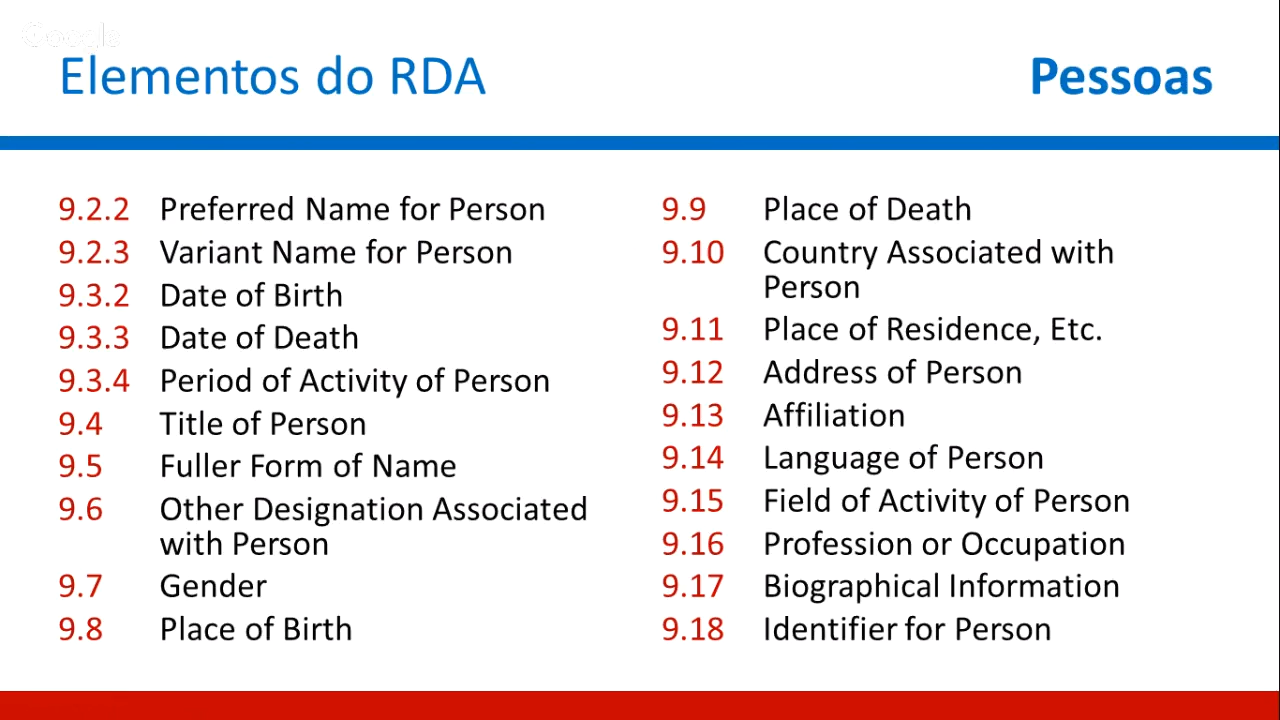 Elementos do RDA
Pessoas
9.2.2 Preferred Name for Person
9.2.3 Variant Name for Person
9.3.2 Date of Birth
9.3.3 Date of Death
9.3.4 Period of Activity of Person
9.4 Title of Person
9.5 Fuller Form of Name
9.6 Other Designation Associated
with Person
9.7 Gender
9.8 Place of Birth
9.9 Place of Death
9.10 Country Associated with
Person
9.11 Place of Residence, Etc.
9.12 Address of Person
9.13 Affiliation
9.14 Language of Person
9.15 Field of Activity of Person
9.16 Profession or Occupation
9.17 Biographical Information
9.18 Identifier for Person